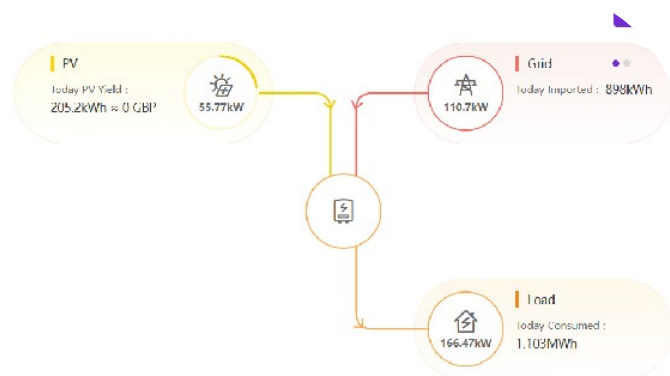 PV
Today PV Yield :
205.2kWh ≈ 0 GBP
55.77kW
Grid
Today Imported : 898kWh
110.7kW
Load
Today Consumed :
1.103MWh
166.47kW